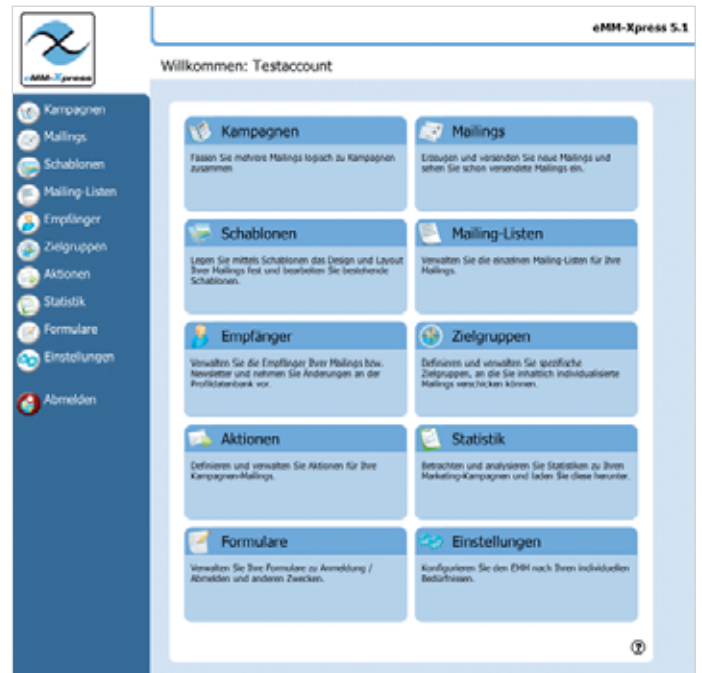 eMM-Xpress 5.1
eMM-Xpress
Willkommen: Testaccount
Kampagnen
Mailings
Schablonen
Mailing-Listen
Empfänger
Zielgruppen
Aktionen
Statistik
Formulare
Einstellungen
Abmelden
Kampagnen
Fassen Sie mehrere Mailings logisch zu Kampagnen
zusammen
Mailings
Erzeugen und versenden Sie neue Mailings und
sehen Sie schon versendete Mailings ein.
Schablonen
Legen Sie mittels Schablonen das Design und Layout
Ihrer Mailings fest und bearbeiten Sie bestehende
Schablonen.
Mailing-Listen
Verwalten Sie die einzelnen Mailing-Listen für Ihre
Mailings.
Empfänger
Verwalten Sie die Empfänger Ihrer Mailings bzw.
Newsletter und nehmen Sie Änderungen an der
Profildatenbank vor.
Zielgruppen
Definieren und verwalten Sie spezifische
Zielgruppen, an die Sie inhaltlich individualisierte
Mailings verschicken können.
Aktionen
Definieren und verwalten Sie Aktionen für Ihre
Kampagnen-Mailings.
Statistik
Betrachten und analysieren Sie Statistiken zu Ihren
Marketing-Kampagnen und laden Sie diese herunter.
Formulare
Verwalten Sie Ihre Formulare zu Anmeldung /
Abmelden und anderen Zwecken.
Einstellungen
Konfigurieren Sie den EMM nach Ihren individuellen
Bedürfnissen.
?